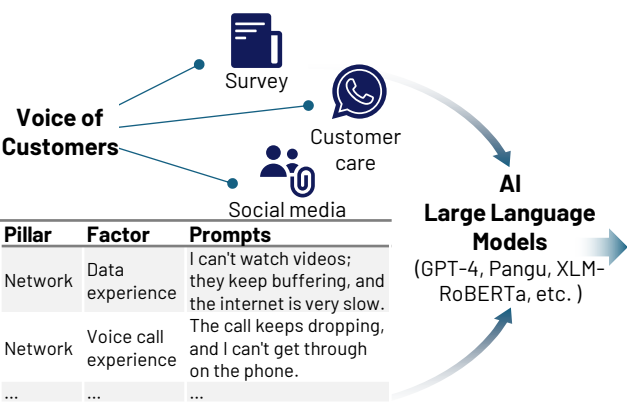 Survey
Voice of
Customers
Customer
care
Social media
AI
Large Language
Models
(GPT-4, Pangu, XLM-
RoBERTa, etc. )
Pillar Factor Prompts
Network Data experience I can't watch videos; they keep buffering, and the internet is very slow.
Network Voice call experience The call keeps dropping, and I can't get through on the phone.
... ... ...